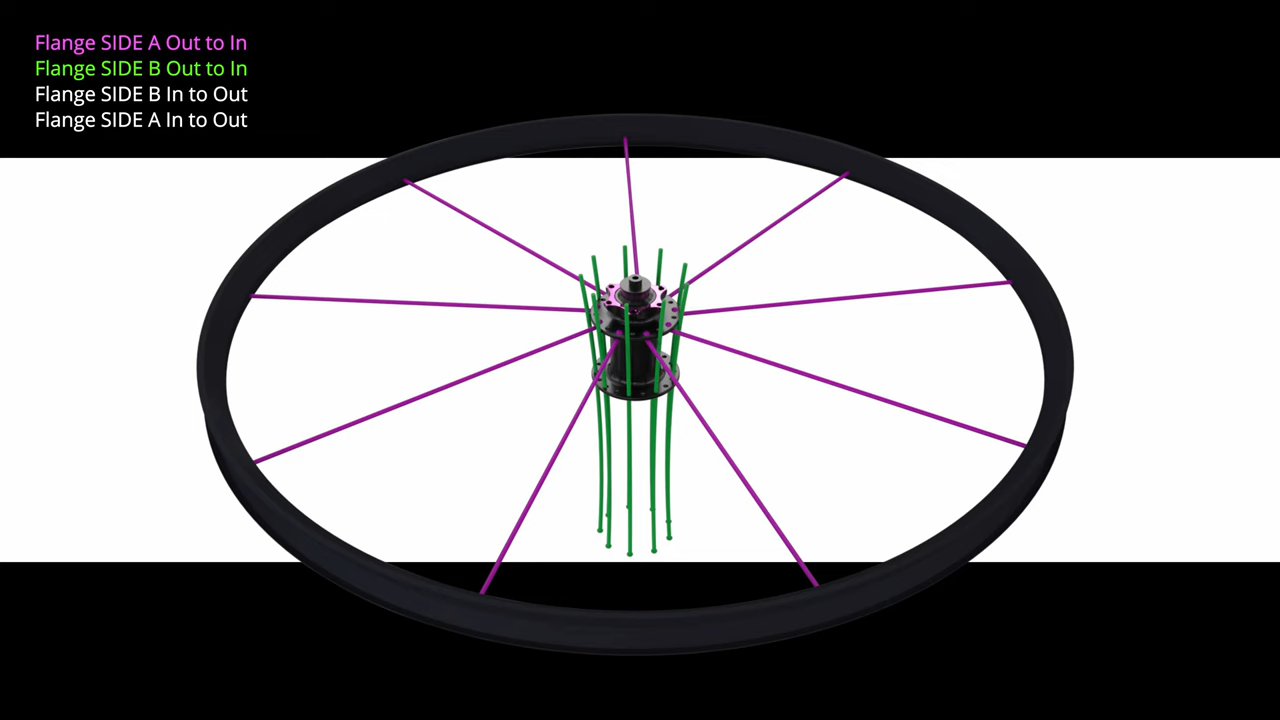 Flange SIDE A Out to In
Flange SIDE B Out to In
Flange SIDE B In to Out
Flange SIDE A In to Out